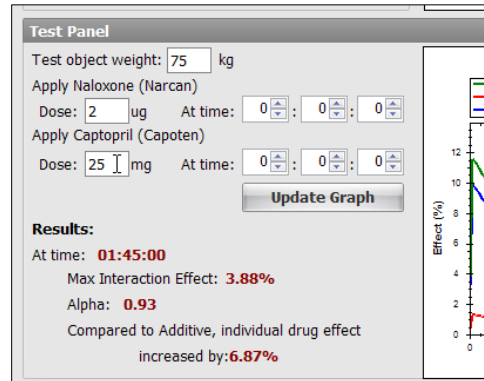 Test Panel
Test object weight: 75 kg
Apply Naloxone (Narcan)
Dose: 2 ug At time: 0 : 0 : 0
Apply Captopril (Capoten)
Dose: 25 mg At time: 0 : 0 : 0
Update Graph
Results:
At time: 01:45:00
Max Interaction Effect: 3.88%
Alpha: 0.93
Compared to Additive, individual drug effect
increased by:6.87%
Effect (%)
12
10
8
6
4
2
0
0